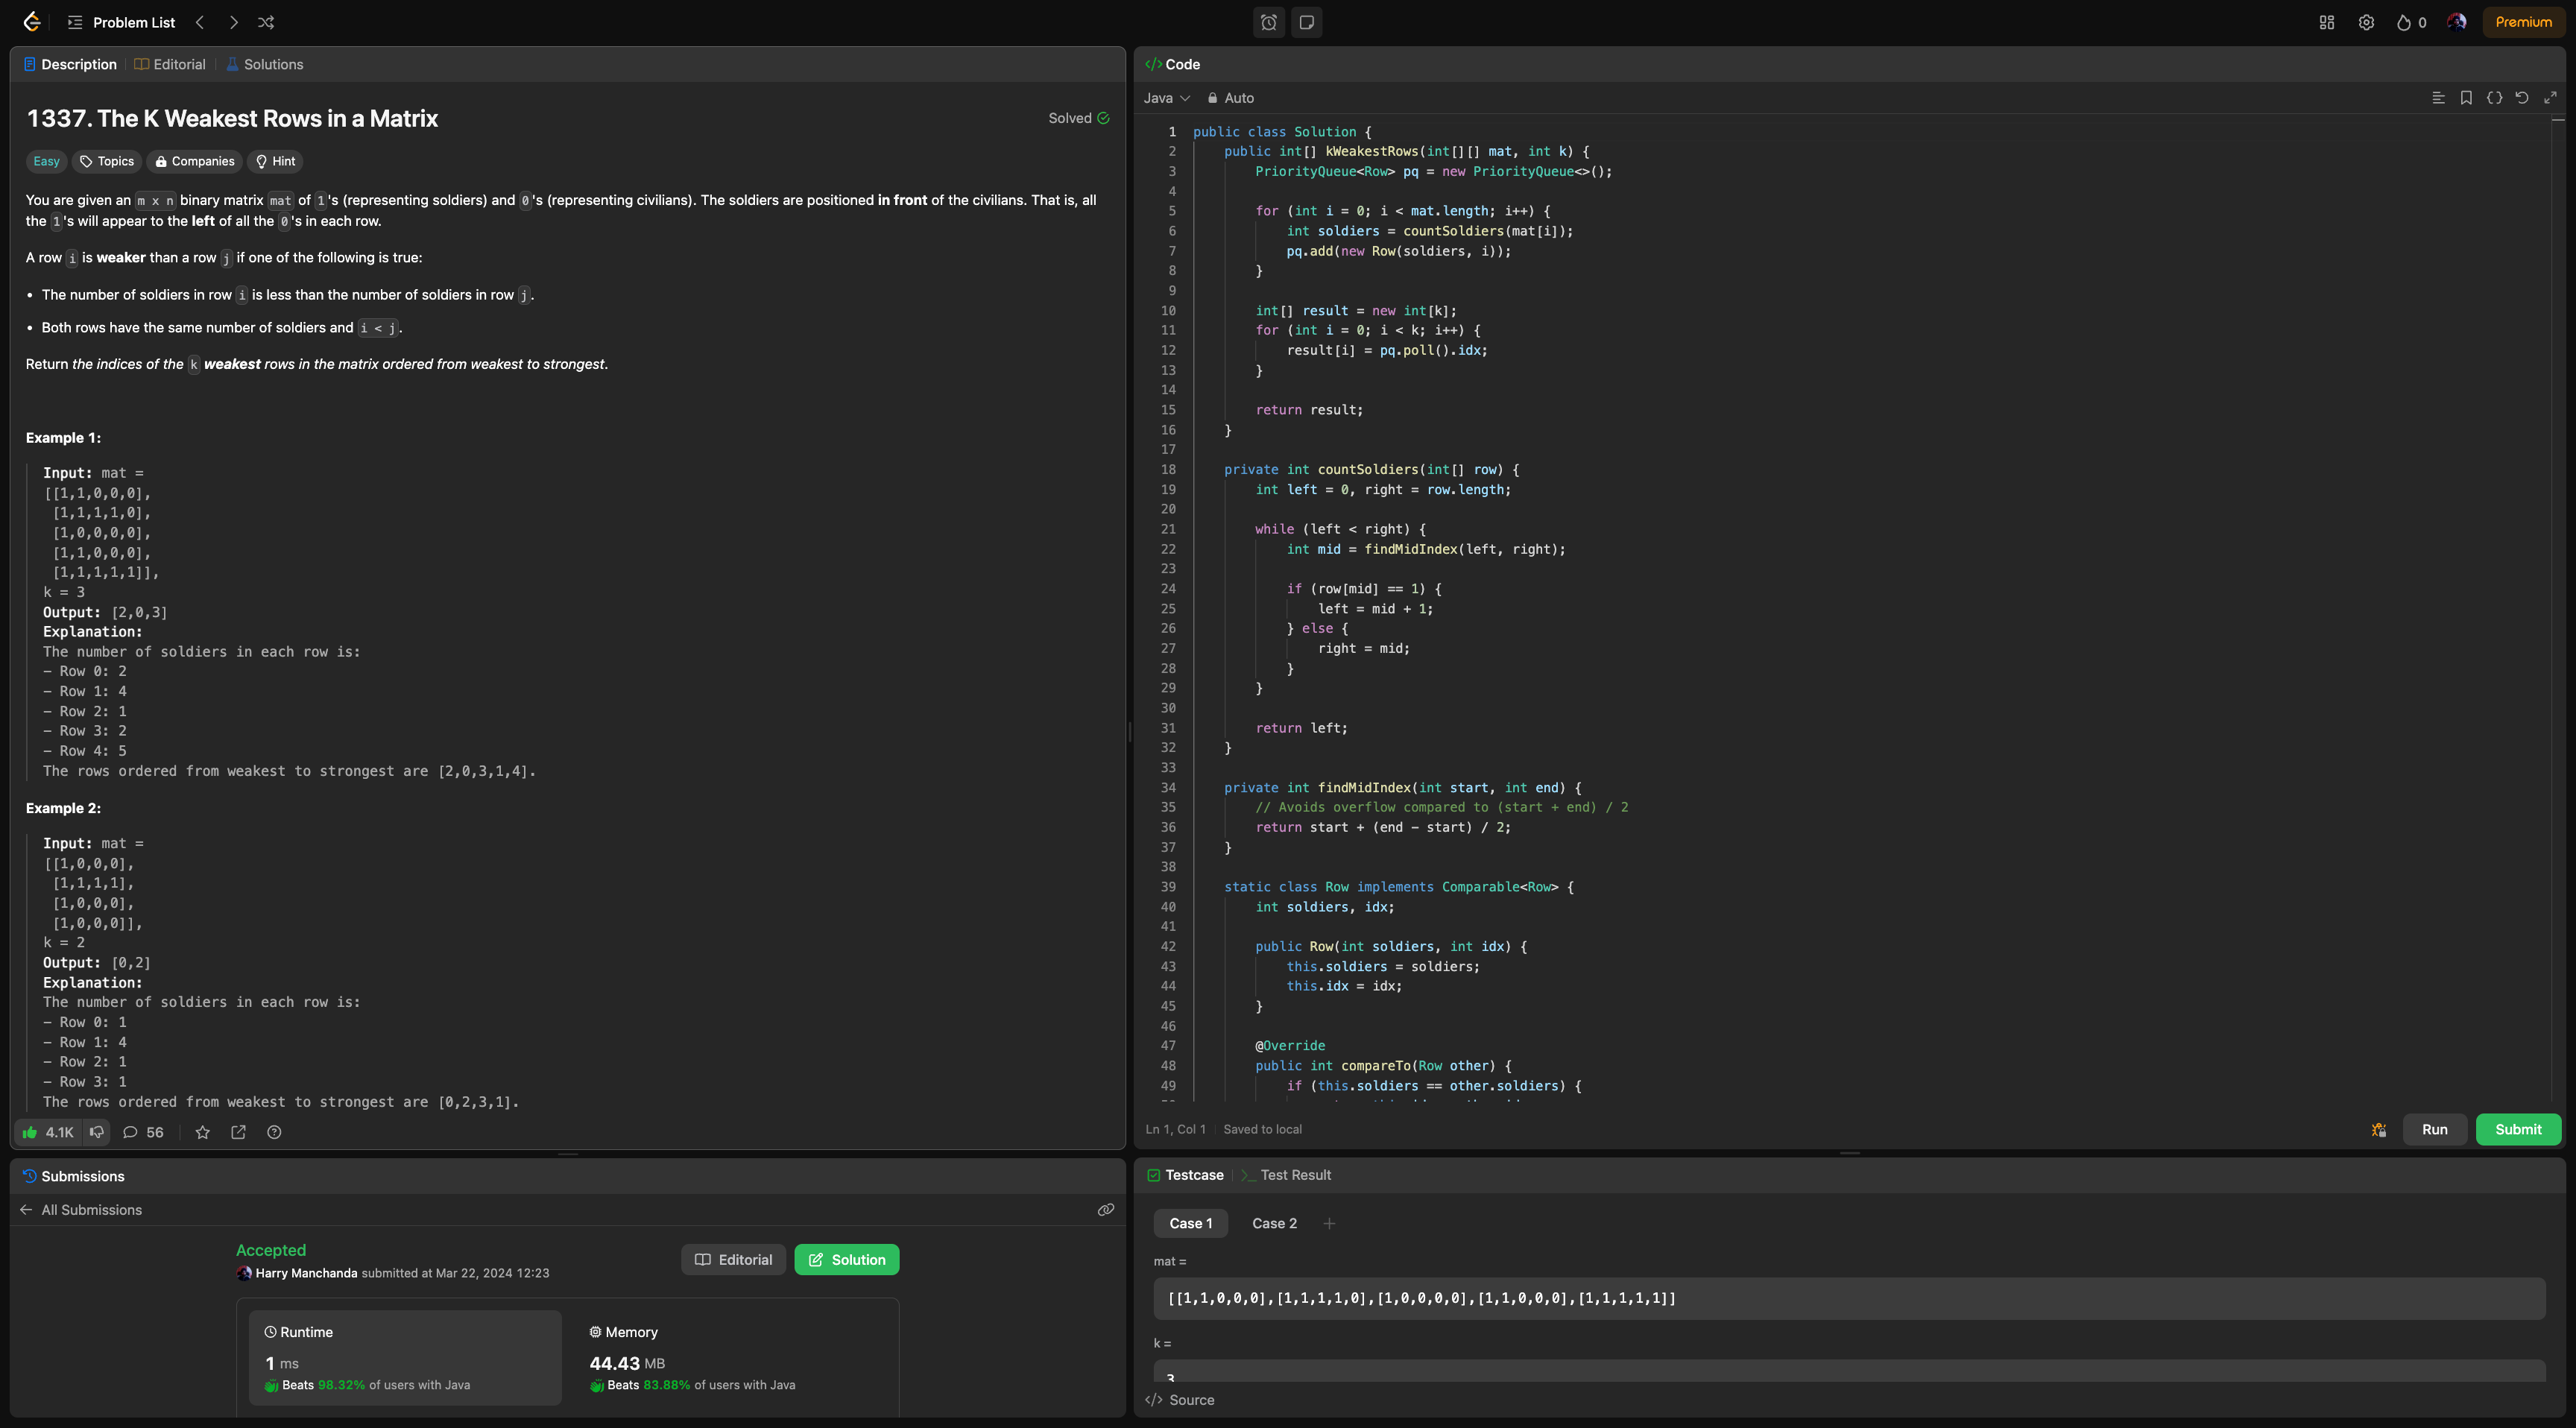 Problem List
0
Premium
Description
Editorial
Solutions
1337. The K Weakest Rows in a Matrix
Solved
Easy
Topics
Companies
Hint
You are given an m x n binary matrix mat of 1's (representing soldiers) and 0's (representing civilians). The soldiers are positioned in front of the civilians. That is, all
the 1's will appear to the left of all the 0's in each row.
A row i is weaker than a row j if one of the following is true:
• The number of soldiers in row i is less than the number of soldiers in row j.
• Both rows have the same number of soldiers and i < j.
Return the indices of the k weakest rows in the matrix ordered from weakest to strongest.
Example 1:
Input: mat =
[[1,1,0,0,0],
[1,1,1,1,0],
[1,0,0,0,0],
[1,1,0,0,0],
[1,1,1,1,1]],
k = 3
Output: [2,0,3]
Explanation:
The number of soldiers in each row is:
- Row 0: 2
- Row 1: 4
- Row 2: 1
- Row 3: 2
- Row 4: 5
The rows ordered from weakest to strongest are [2,0,3,1,4].
Example 2:
Input: mat =
[[1,0,0,0],
[1,1,1,1],
[1,0,0,0],
[1,0,0,0]],
k = 2
Output: [0,2]
Explanation:
The number of soldiers in each row is:
- Row 0: 1
- Row 1: 4
- Row 2: 1
- Row 3: 1
The rows ordered from weakest to strongest are [0,2,3,1].
4.1K
56
Submissions
All Submissions
Accepted
Harry Manchanda submitted at Mar 22, 2024 12:23
Editorial
Solution
Runtime
1 ms
Beats 98.32% of users with Java
Memory
44.43 MB
Beats 83.88% of users with Java
</> Code
Java
Auto
1 public class Solution {
2 public int[] kWeakestRows(int[][] mat, int k) {
3 PriorityQueue<Row> pq = new PriorityQueue<>();
4
5 for (int i = 0; i < mat.length; i++) {
6 int soldiers = countSoldiers(mat[i]);
7 pq.add(new Row(soldiers, i));
8 }
9
10 int[] result = new int[k];
11 for (int i = 0; i < k; i++) {
12 result[i] = pq.poll().idx;
13 }
14
15 return result;
16 }
17
18 private int countSoldiers(int[] row) {
19 int left = 0, right = row.length;
20
21 while (left < right) {
22 int mid = findMidIndex(left, right);
23
24 if (row[mid] == 1) {
25 left = mid + 1;
26 } else {
27 right = mid;
28 }
29 }
30
31 return left;
32 }
33
34 private int findMidIndex(int start, int end) {
35 // Avoids overflow compared to (start + end) / 2
36 return start + (end - start) / 2;
37 }
38
39 static class Row implements Comparable<Row> {
40 int soldiers, idx;
41
42 public Row(int soldiers, int idx) {
43 this.soldiers = soldiers;
44 this.idx = idx;
45 }
46
47 @Override
48 public int compareTo(Row other) {
49 if (this.soldiers == other.soldiers) {
Ln 1, Col 1
Saved to local
Run
Submit
Testcase
Test Result
Case 1
Case 2
mat =
[[1,1,0,0,0],[1,1,1,1,0],[1,0,0,0,0],[1,1,0,0,0],[1,1,1,1,1]]
k =
3
</> Source